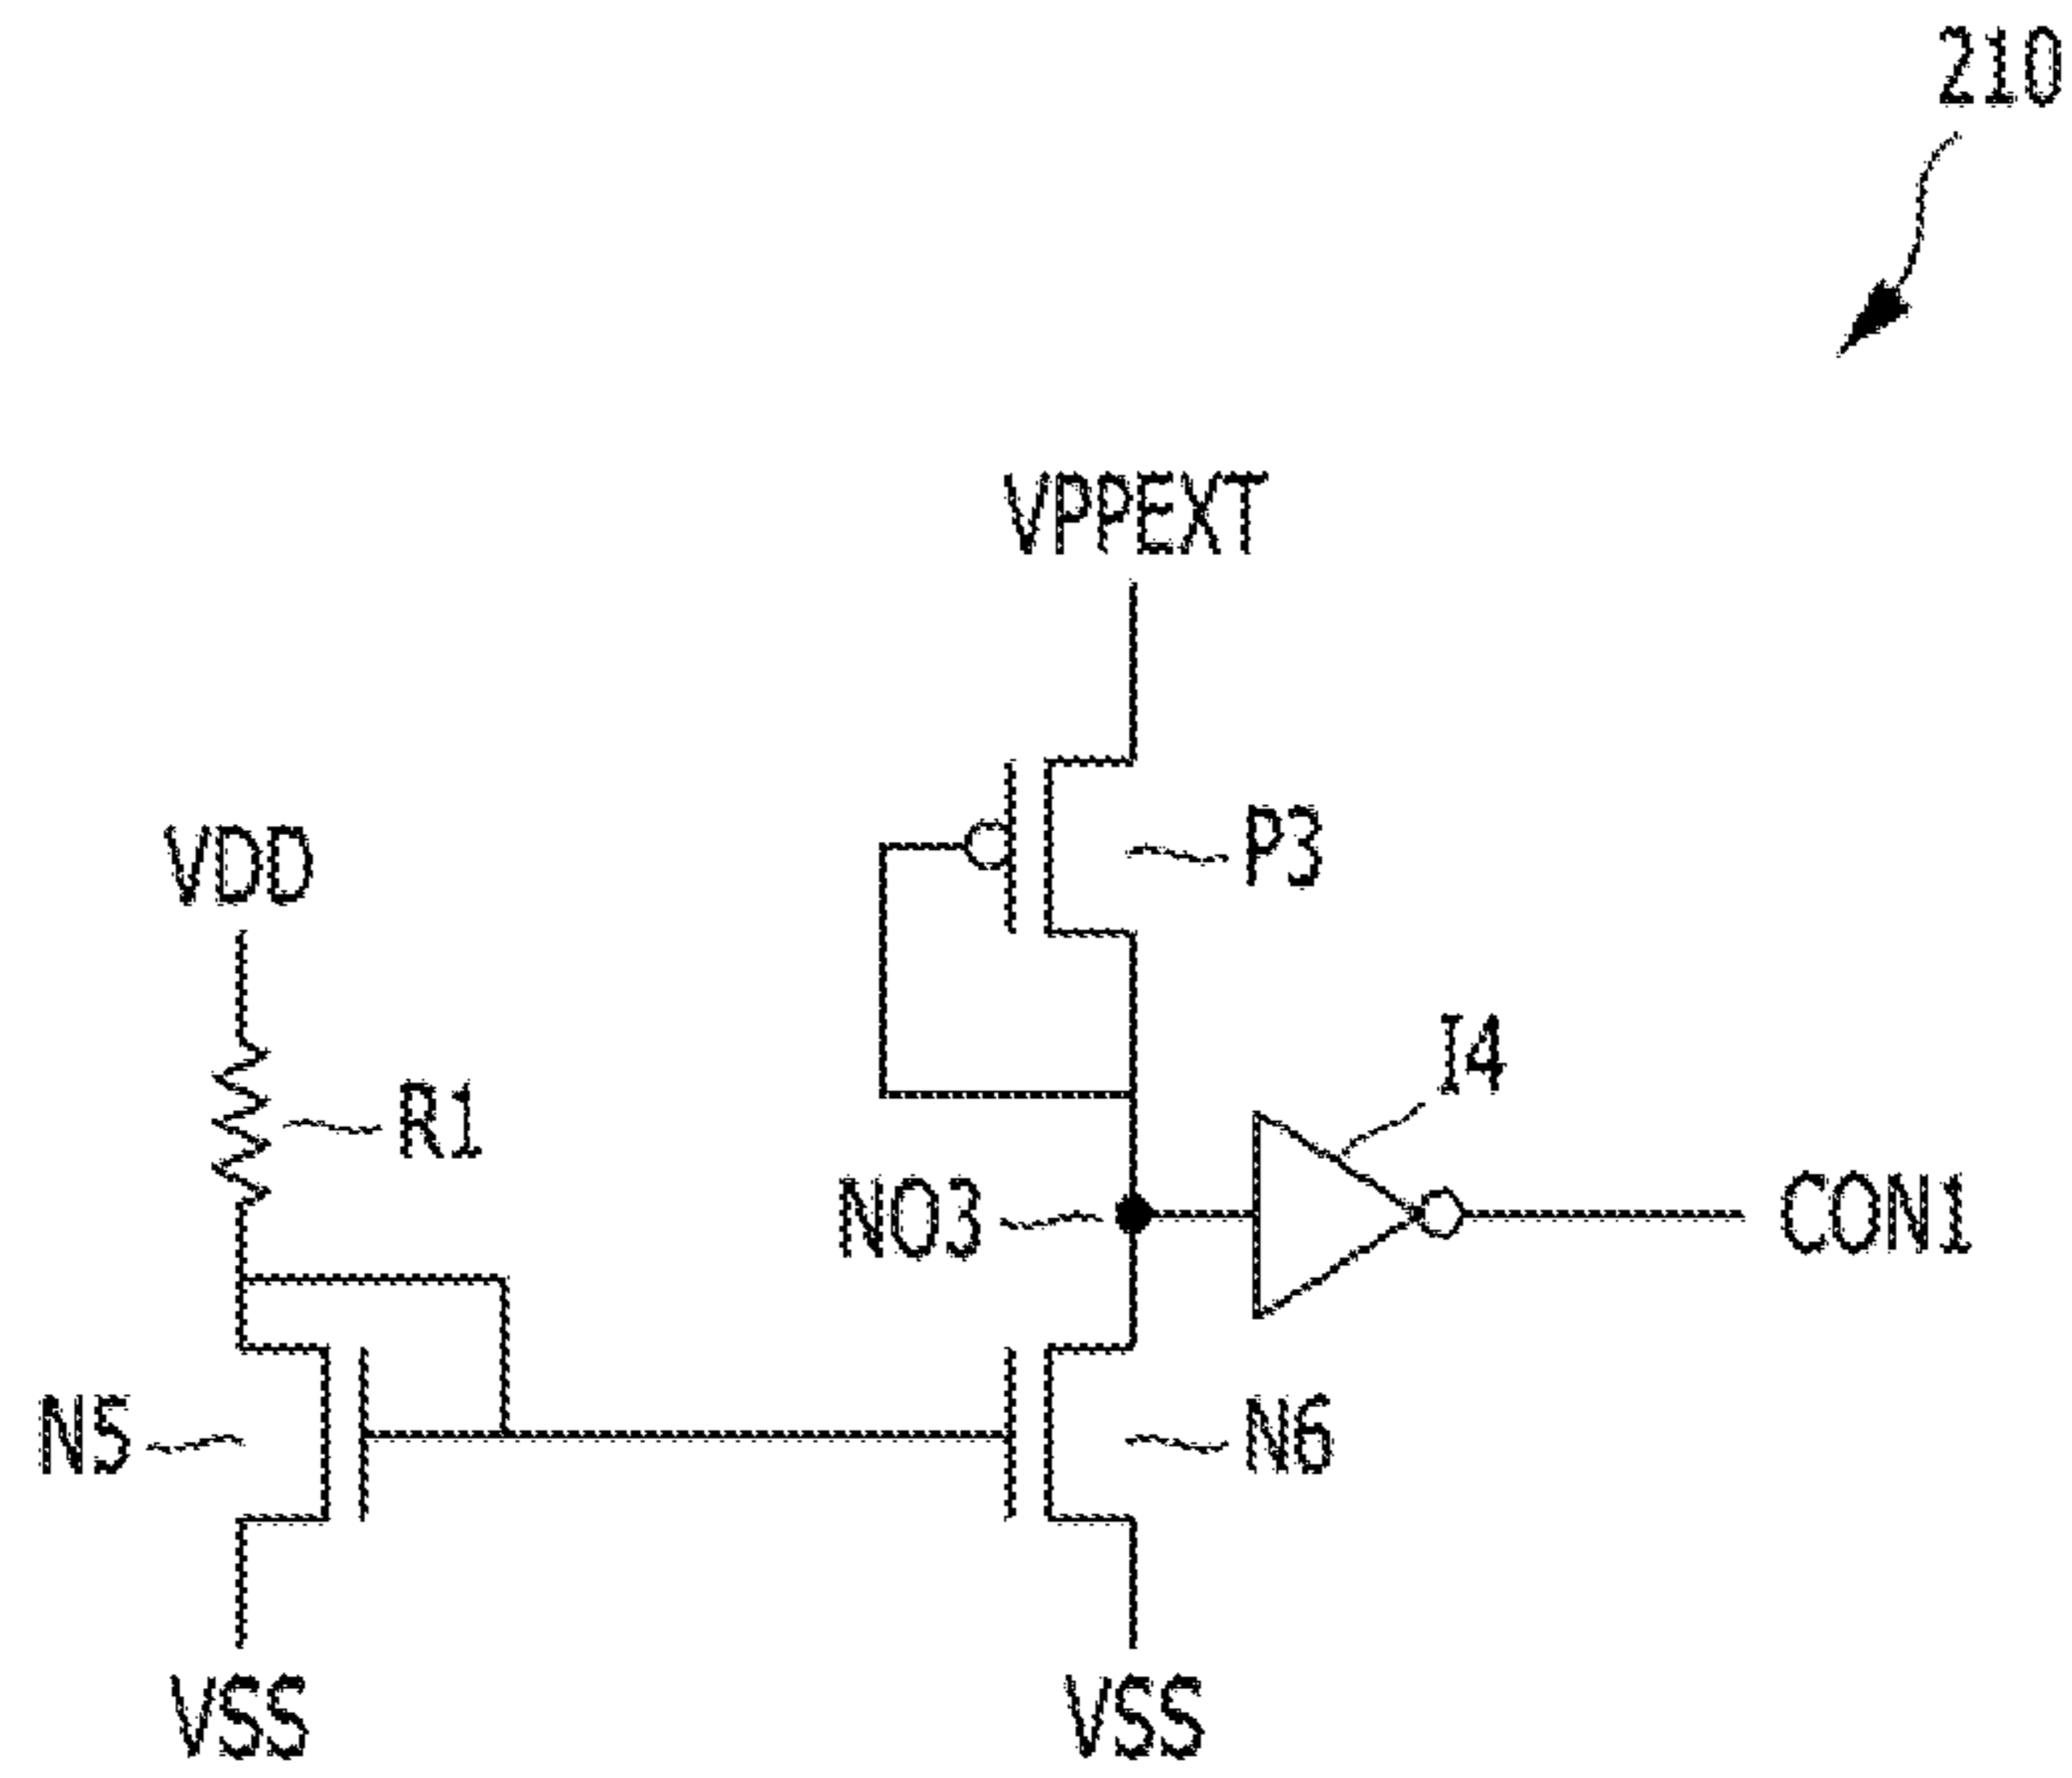 210
VPPEXT
P3
VDD
I4
R1
NO3
CON1
N5
N6
VSS
VSS